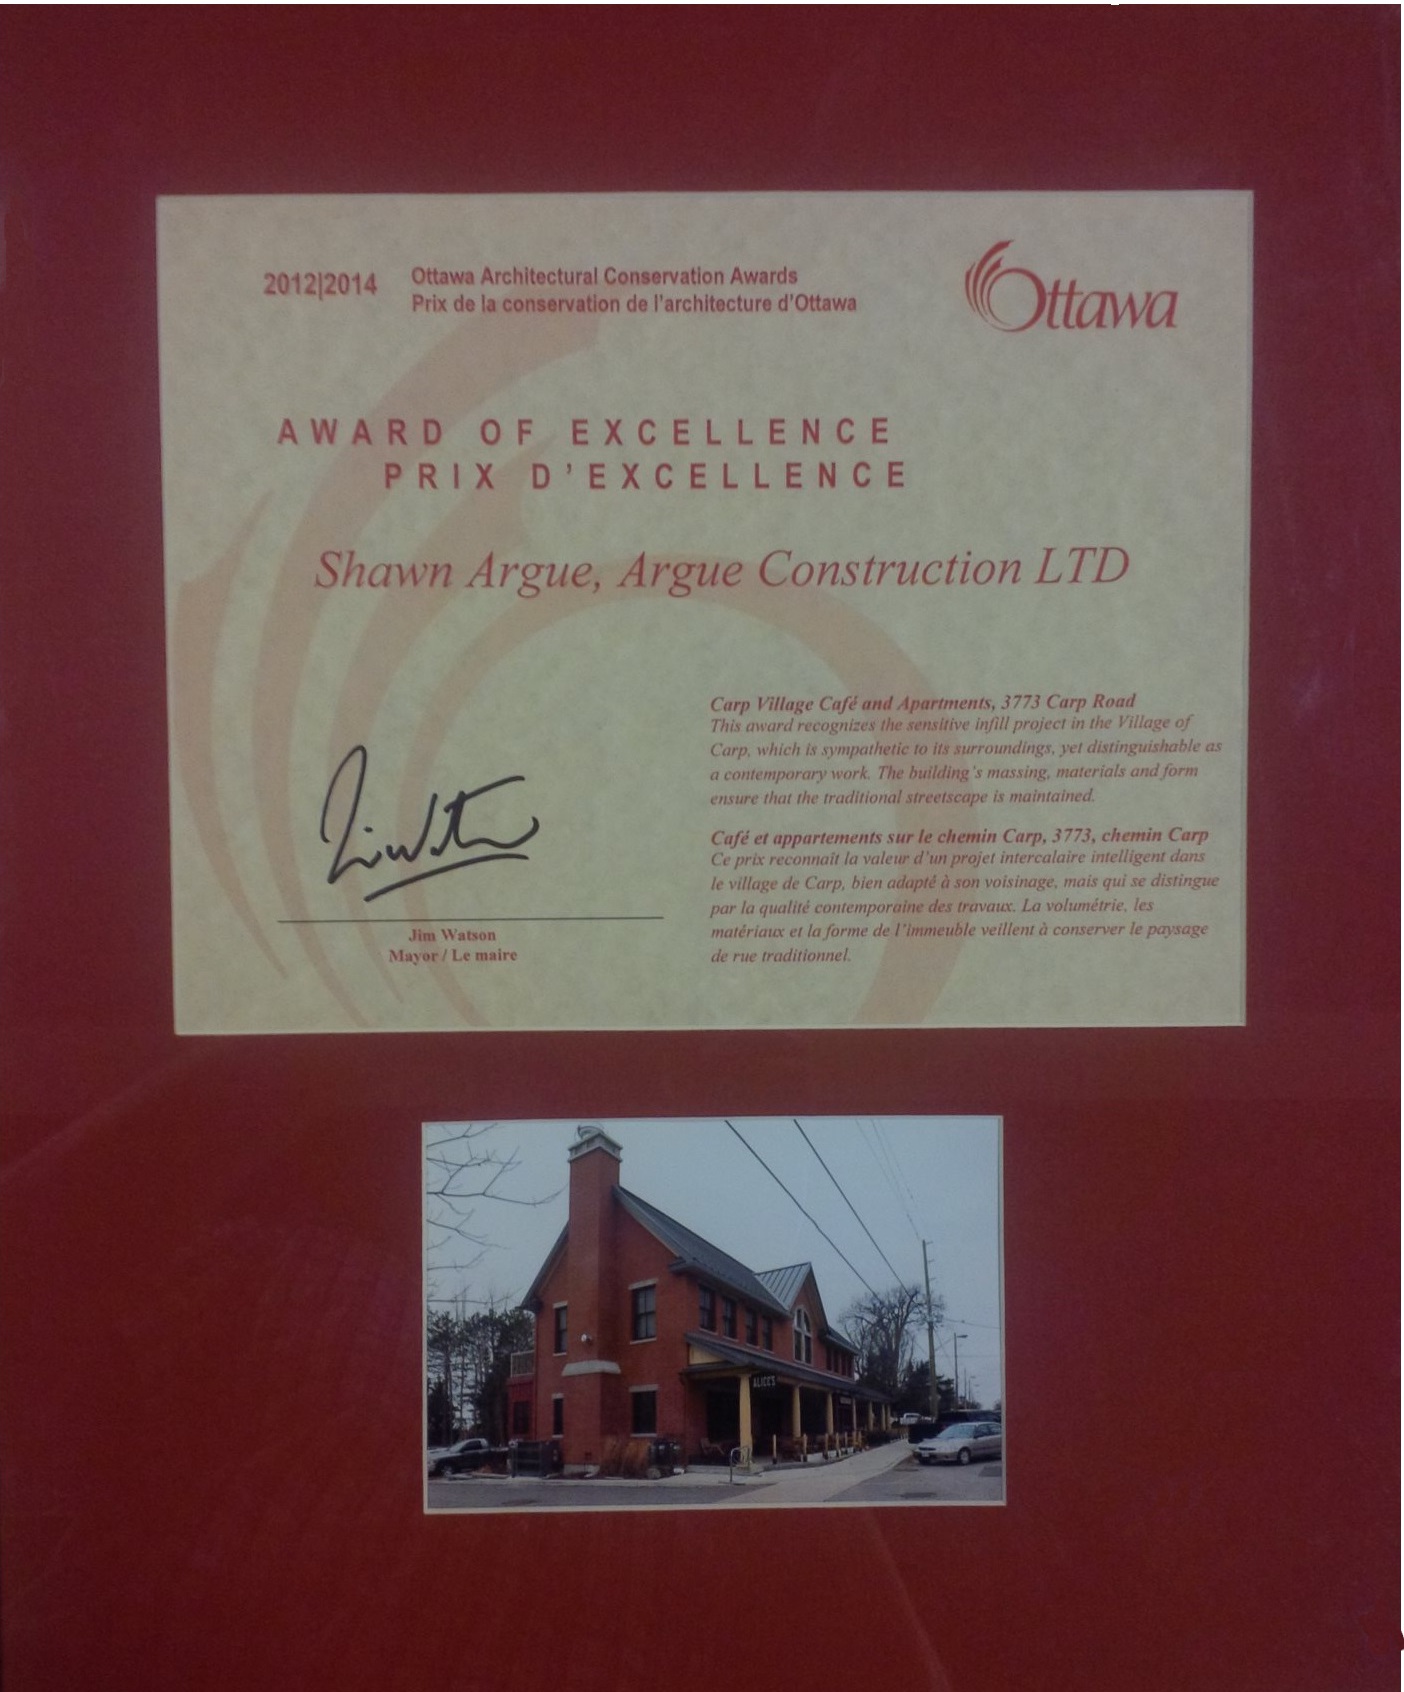 2012|2014
Ottawa Architectural Conservation Awards
Prix de la conservation de l'architecture d'Ottawa
Ottawa
AWARD OF EXCELLENCE
PRIX D'EXCELLENCE
Shawn Argue, Argue Construction LTD
Carp Village Café and Apartments, 3773 Carp Road
This award recognizes the sensitive infill project in the Village of
Carp, which is sympathetic to its surroundings, yet distinguishable as
a contemporary work. The building's massing, materials and form
ensure that the traditional streetscape is maintained.
Café et appartements sur le chemin Carp, 3773, chemin Carp
Ce prix reconnaît la valeur d'un projet intercalaire intelligent dans
le village de Carp, bien adapté à son voisinage, mais qui se distingue
par la qualité contemporaine des travaux. La volumétrie, les
matériaux et la forme de l'immeuble veillent à conserver le paysage
de rue traditionnel.
Jim Watson
Jim Watson
Mayor / Le maire
ALICE'S